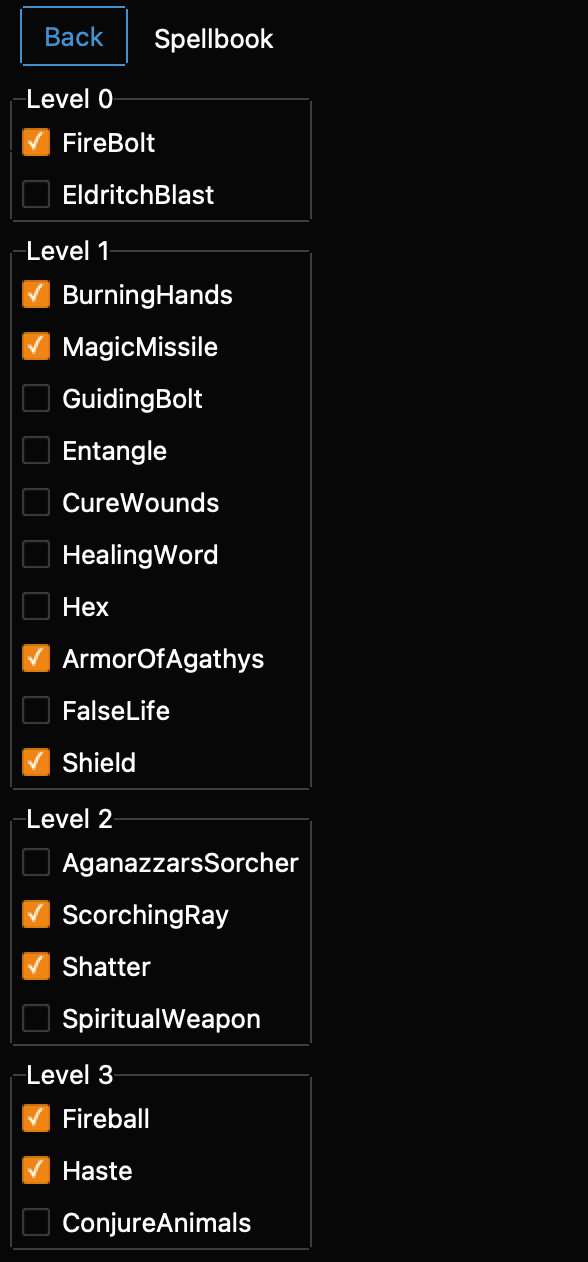 Back Spellbook
Level 0
FireBolt
EldritchBlast
Level 1
BurningHands
MagicMissile
GuidingBolt
Entangle
CureWounds
HealingWord
Hex
ArmorOfAgathys
FalseLife
Shield
Level 2
AganazzarsSorcher
ScorchingRay
Shatter
SpiritualWeapon
Level 3
Fireball
Haste
ConjureAnimals